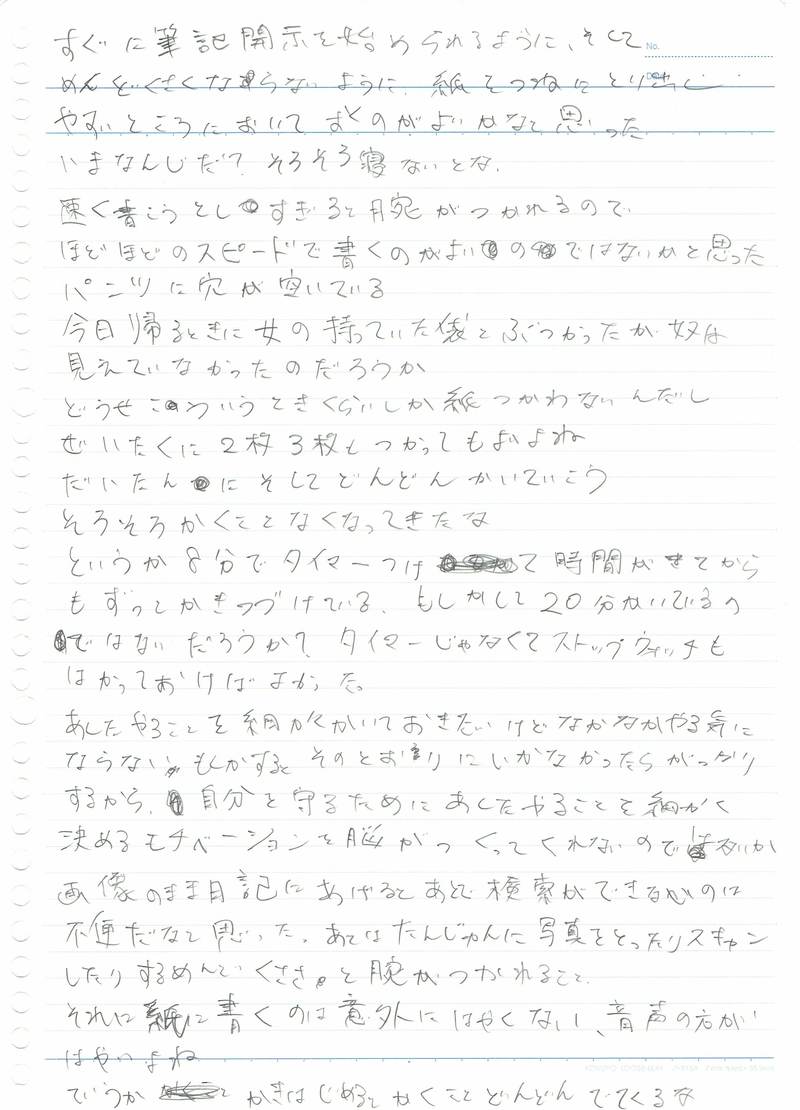 すぐに筆記開示を始められるように、そして
No.
めんどくさくならないように、紙をつねにとり出し
やすいところにおいておくのがよいかなと思った
いまなんじだ？そろそろ寝ないとな、
速く書こうとしすぎると腕がつかれるので
ほどほどのスピードで書くのがよいのではないかと思った
パンツに穴が空いている
今日帰るときに女の持っていた袋とぶつかったが奴は
見えていなかったのだろうか
どうせこういうときくらいしか紙つかわないんだし
ぜいたくに2枚3枚もつかってもよいよね
だいたんにそしてどんどんかいていこう
そろそろかくことなくなってきたな
というか8分でタイマーつけて時間がきてから
もずっとかきつづけている、もしかして20分かいているの
ではないだろうか？タイマーじゃなくてストップウォッチも
はかっておけばよかった。
あしたやることを細かくかいておきたいけどなかなかやる気に
ならない、もしかするとそのとおりにいかなかったらがっかり
するから、自分を守るためにあしたやることを細かく
決めるモチベーションを脳がつくってくれないのではないか
画像のまま日記にあげるとあとで検索ができないのは
不便だなと思った。あとはたんじゅんに写真をとったりスキャン
したりするめんどくささ。と腕がつかれること、
それに紙に書くのは意外にはやくない、音声の方が
はやいよね
ていうか かきはじめるとかくことどんどんでてくるな